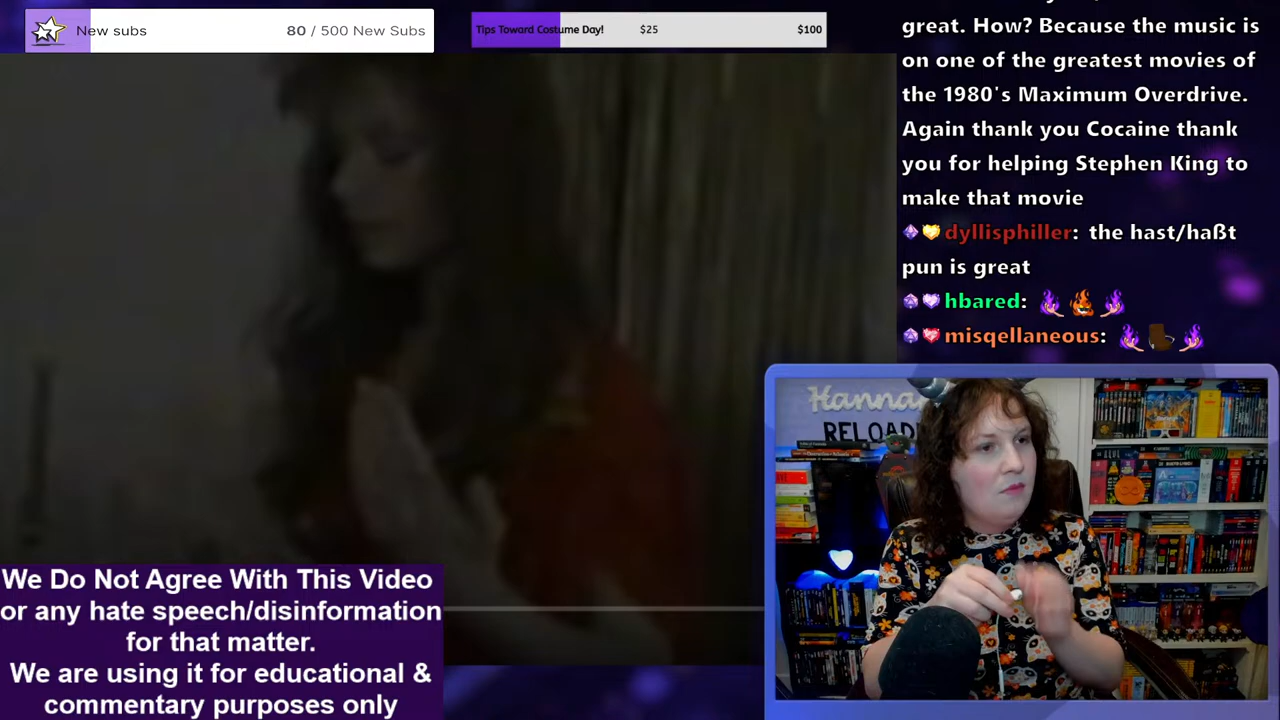 New subs
80 / 500 New Subs
Tips Toward Costume Day!
$25
$100
great. How? Because the music is
on one of the greatest movies of
the 1980's Maximum Overdrive.
Again thank you Cocaine thank
you for helping Stephen King to
make that movie
dyllisphiller: the hast/haßt
pun is great
hbared:
misqellaneous:
Hanna
RELOADE
We Do Not Agree With This Video
or any hate speech/disinformation
for that matter.
We are using it for educational &
commentary purposes only